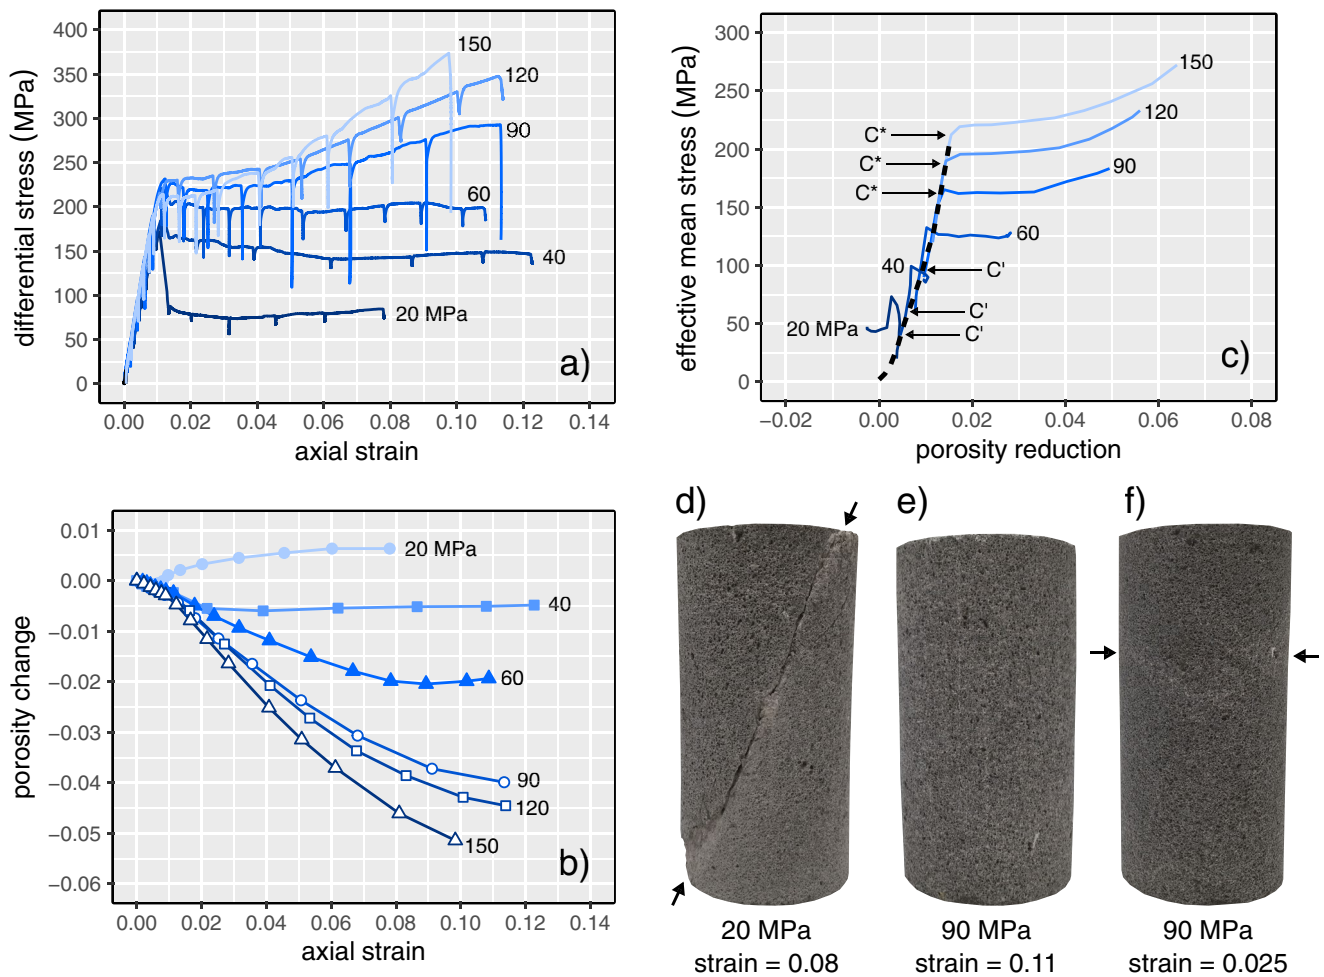 differential stress (MPa)
400
350
300
250
200
150
100
50
0
150
120
90
60
40
20 MPa
a)
0.00 0.02 0.04 0.06 0.08 0.10 0.12 0.14
axial strain
effective mean stress (MPa)
300
250
200
150
100
50
0
150
120
90
60
40
20 MPa
C*
C*
C*
C'
C'
C'
c)
−0.02 0.00 0.02 0.04 0.06 0.08
porosity reduction
porosity change
0.01
0.00
−0.01
−0.02
−0.03
−0.04
−0.05
−0.06
20 MPa
40
60
90
120
150
b)
0.00 0.02 0.04 0.06 0.08 0.10 0.12 0.14
axial strain
d) e) f)
20 MPa 90 MPa 90 MPa
strain = 0.08 strain = 0.11 strain = 0.025